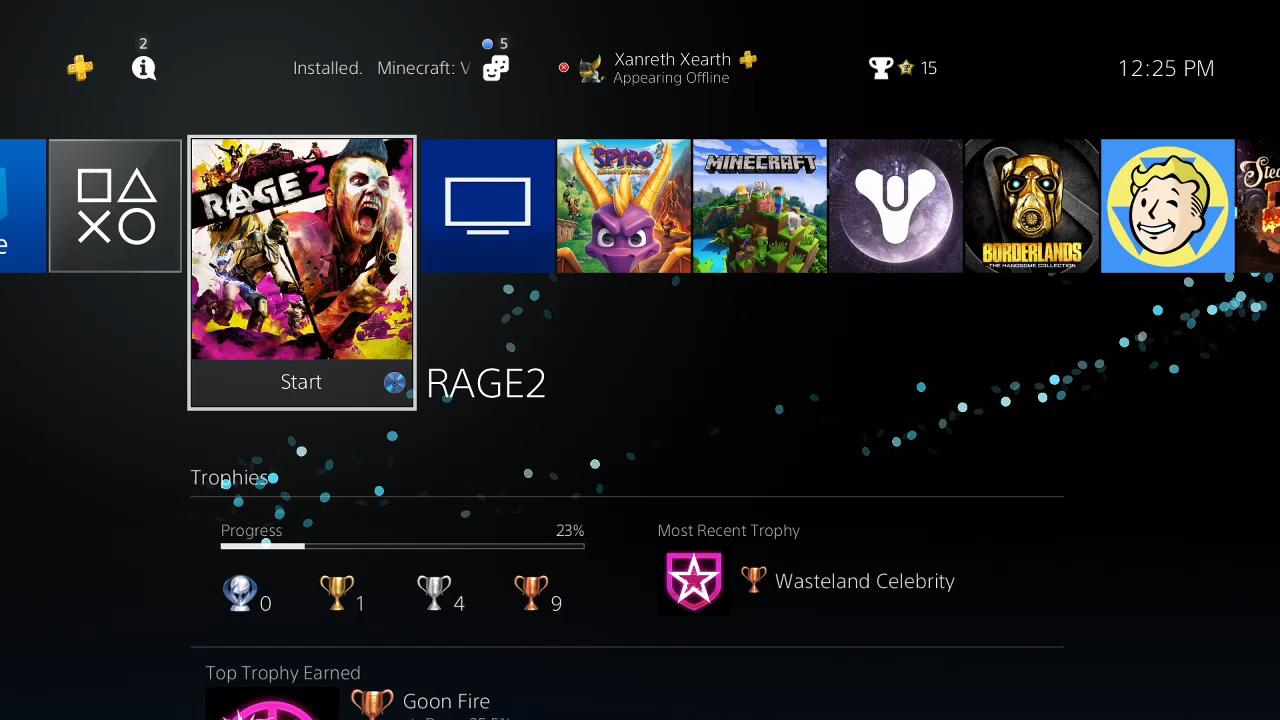 2
5
Installed. Minecraft: V
Xanreth Xearth
Appearing Offline
15
12:25 PM
e
RAGE 2
SPYRO
MINECRAFT
BORDERLANDS
THE HANDSOME COLLECTION
Start
RAGE2
Trophies
Progress
23%
Most Recent Trophy
0
1
4
9
Wasteland Celebrity
Top Trophy Earned
Goon Fire